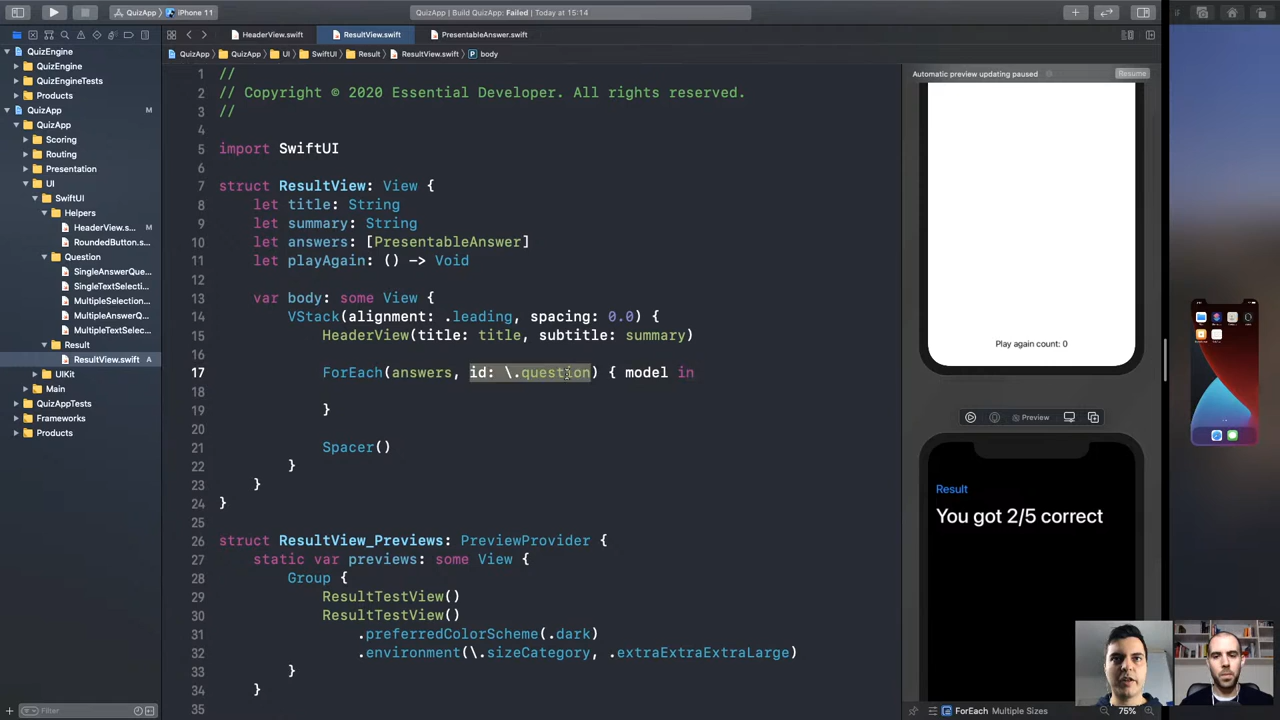 QuizApp › iPhone 11
QuizApp | Build QuizApp: Failed | Today at 15:14
HeaderView.swift
ResultView.swift
PresentableAnswer.swift
QuizApp › QuizApp › UI › SwiftUI › Result › ResultView.swift › P body
QuizEngine
QuizEngine
QuizEngineTests
Products
QuizApp M
QuizApp
Scoring
Routing
Presentation
UI
SwiftUI
Helpers
HeaderView.s... M
RoundedButton.s...
Question
SingleAnswerQue...
SingleTextSelecti...
MultipleSelection...
MultipleAnswerQ...
MultipleTextSelec...
Result
ResultView.swift A
UIKit
Main
QuizAppTests
Frameworks
Products
Filter
1 //
2 // Copyright © 2020 Essential Developer. All rights reserved.
3 //
4
5 import SwiftUI
6
7 struct ResultView: View {
8 let title: String
9 let summary: String
10 let answers: [PresentableAnswer]
11 let playAgain: () -> Void
12
13 var body: some View {
14 VStack(alignment: .leading, spacing: 0.0) {
15 HeaderView(title: title, subtitle: summary)
16
17 ForEach(answers, id: \.question) { model in
18
19 }
20
21 Spacer()
22 }
23 }
24 }
25
26 struct ResultView_Previews: PreviewProvider {
27 static var previews: some View {
28 Group {
29 ResultTestView()
30 ResultTestView()
31 .preferredColorScheme(.dark)
32 .environment(\.sizeCategory, .extraExtraExtraLarge)
33 }
34 }
35
Automatic preview updating paused
Resume
Play again count: 0
Preview
Result
You got 2/5 correct
ForEach Multiple Sizes
75%